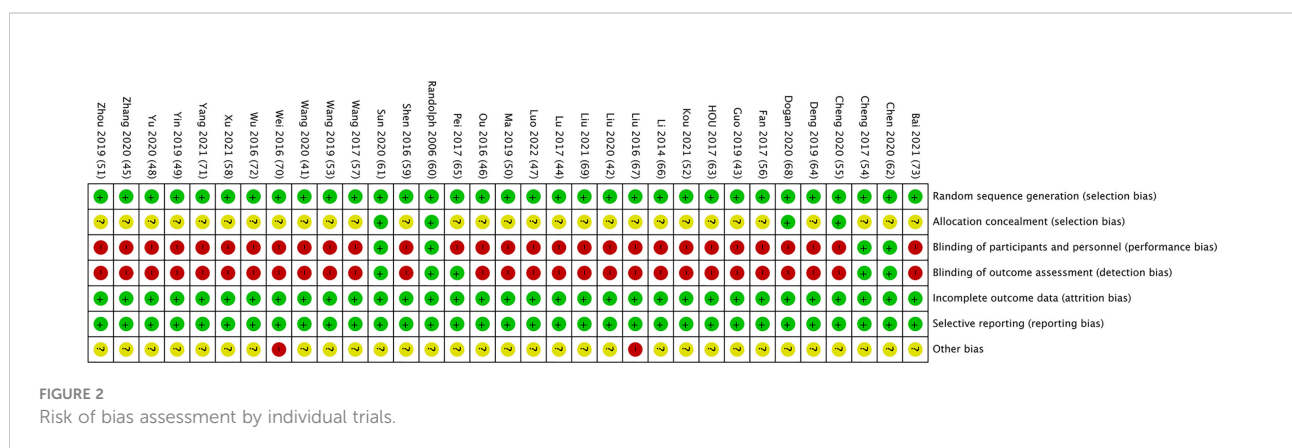 Zhou 2019 (51)
Zhang 2020 (45)
Yu 2020 (48)
Yin 2019 (49)
Yang 2021 (71)
Xu 2021 (58)
Wu 2016 (72)
Wei 2016 (70)
Wang 2020 (41)
Wang 2019 (53)
Wang 2017 (57)
Sun 2020 (61)
Shen 2016 (59)
Randolph 2006 (60)
Pei 2017 (65)
Ou 2016 (46)
Ma 2019 (50)
Luo 2022 (47)
Lu 2017 (44)
Liu 2021 (69)
Liu 2020 (42)
Liu 2016 (67)
Li 2014 (66)
Kou 2021 (52)
HOU 2017 (63)
Guo 2019 (43)
Fan 2017 (56)
Dogan 2020 (68)
Deng 2019 (64)
Cheng 2020 (55)
Cheng 2017 (54)
Chen 2020 (62)
Bai 2021 (73)
+ + + + + + + + + + + + + + + + + + + + + + + + + + + + + + + + + Random sequence generation (selection bias)
? ? ? ? ? ? ? ? ? ? ? + ? + ? ? ? ? ? ? ? ? ? ? ? ? ? + ? + ? ? ? Allocation concealment (selection bias)
- - - - - - - - - - - + - + - - - - - - - - - - - - - - - - + + - Blinding of participants and personnel (performance bias)
- - - - - - - - - - - + - + + - - - - - - - - - - - - - - - + + - Blinding of outcome assessment (detection bias)
+ + + + + + + + + + + + + + + + + + + + + + + + + + + + + + + + + Incomplete outcome data (attrition bias)
+ + + + + + + + + + + + + + + + + + + + + + + + + + + + + + + + + Selective reporting (reporting bias)
? ? ? ? ? ? ? - ? ? ? ? ? ? ? ? ? ? ? ? ? - ? ? ? ? ? ? ? ? ? ? ? Other bias
FIGURE 2
Risk of bias assessment by individual trials.